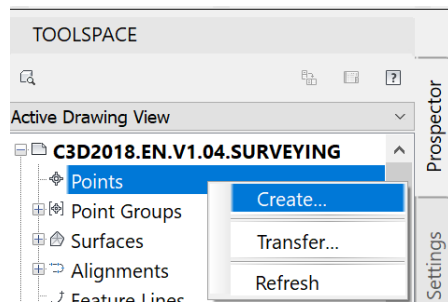 TOOLSPACE
?
Active Drawing View
C3D2018.EN.V1.04.SURVEYING
Points
Create...
Point Groups
Surfaces
Transfer...
Alignments
Refresh
Feature Lines
Prospector
Settings